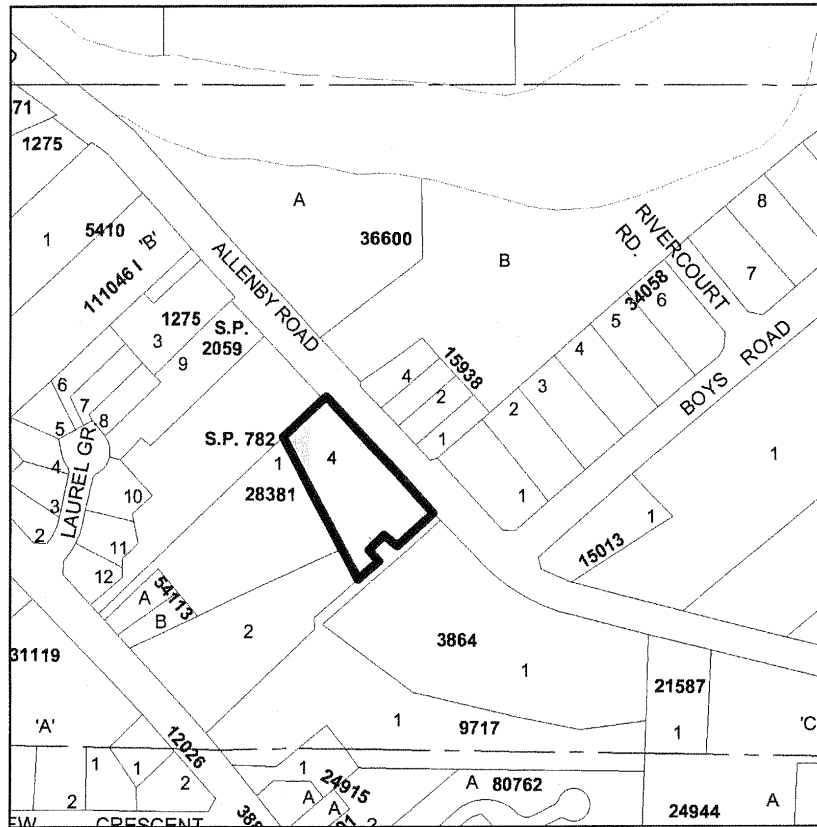 71
1275
A
1
5410
'B'
111046 I
ALLENBY ROAD
36600
B
RIVERCOURT
RD.
8
7
34058
6
5
4
3
2
1
BOYS ROAD
1275
3
9
S.P.
2059
15938
4
2
1
6
7
8
5
4
3
2
LAUREL GR.
10
11
12
S.P. 782
1
28381
4
1
15013
1
54113
A
B
2
3864
1
31119
'A'
12026
1
9717
21587
1
'C
1
1
2
2
1
24915
A
A
2
A
80762
24944
A
EW CRESCENT